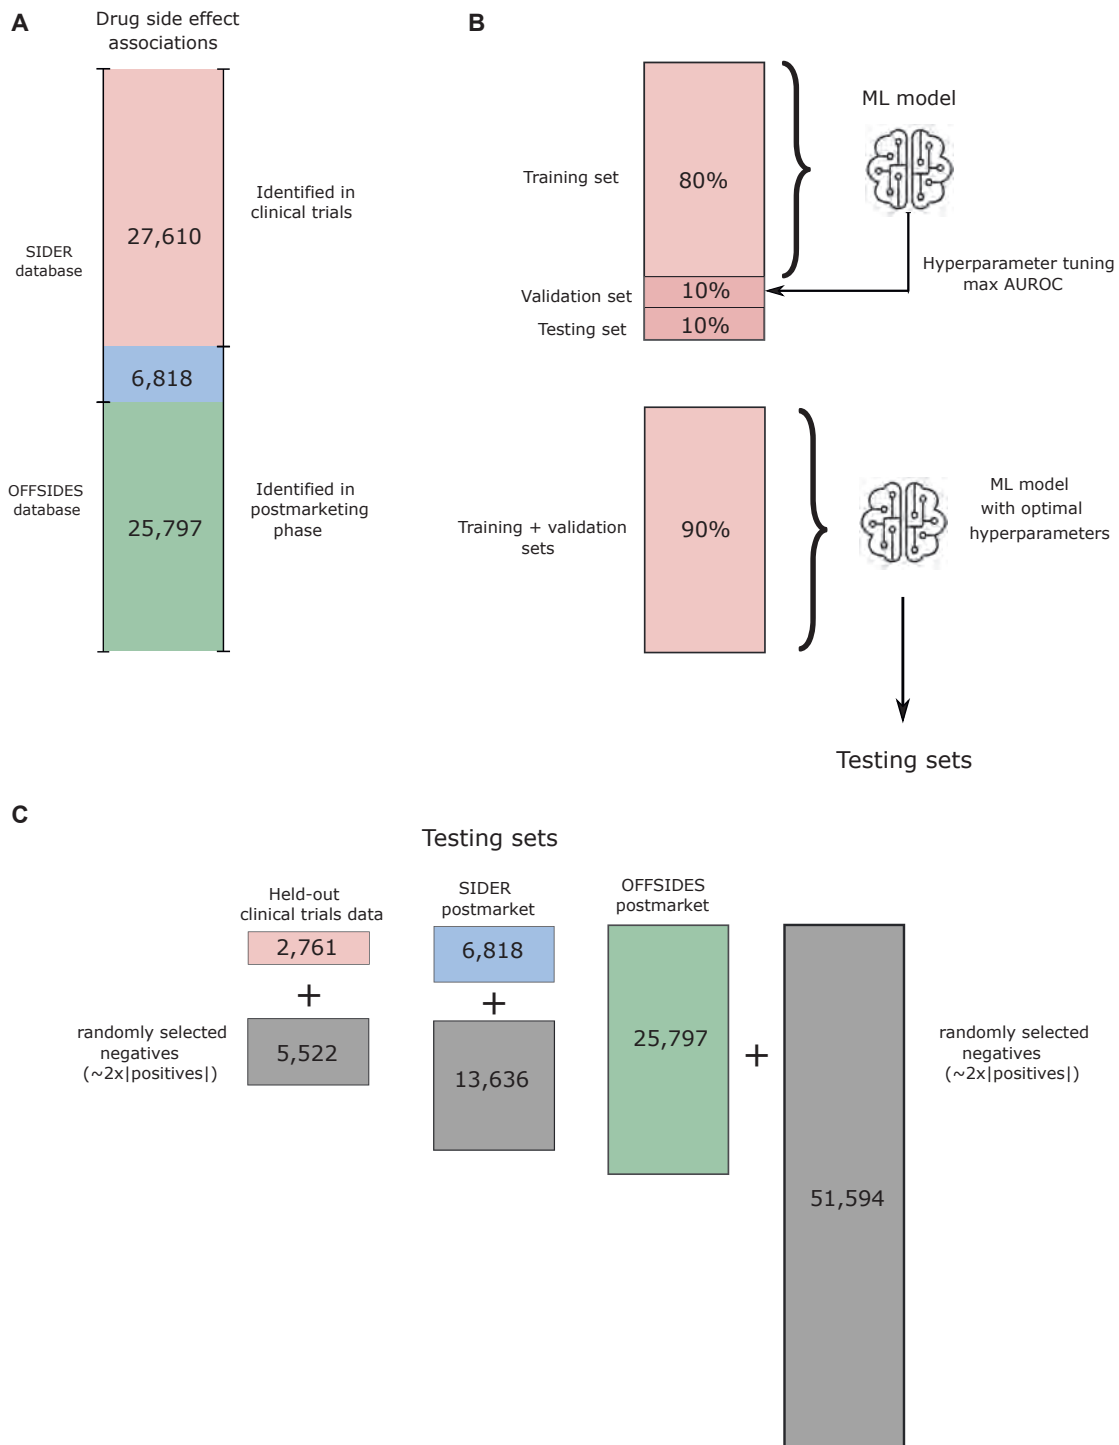 A
Drug side effect
associations
SIDER
database
27,610
Identified in
clinical trials
6,818
OFFSIDES
database
25,797
Identified in
postmarketing
phase
B
Training set
80%
ML model
Validation set
10%
Hyperparameter tuning
max AUROC
Testing set
10%
Training + validation
sets
90%
ML model
with optimal
hyperparameters
Testing sets
C
Testing sets
Held-out
clinical trials data
2,761
+
randomly selected
negatives
(~2x|positives|)
5,522
SIDER
postmarket
6,818
+
13,636
OFFSIDES
postmarket
25,797
+
51,594
randomly selected
negatives
(~2x|positives|)